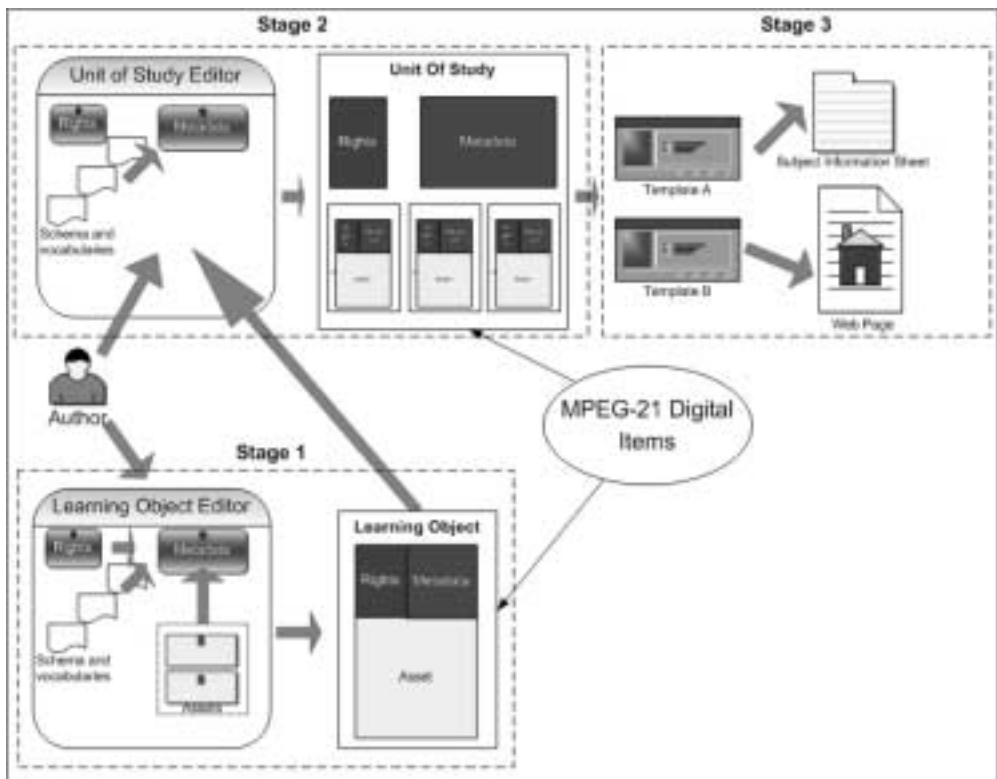 Stage 2
Stage 3
Unit of Study Editor
Rights
Metadata
Schema and
vocabularies
Unit Of Study
Rights
Metadata
Template A
Subject Information Sheet
Template B
Web Page
Author
MPEG-21 Digital
Items
Stage 1
Learning Object Editor
Rights
Metadata
Schema and
vocabularies
Assets
Learning Object
Rights
Metadata
Asset